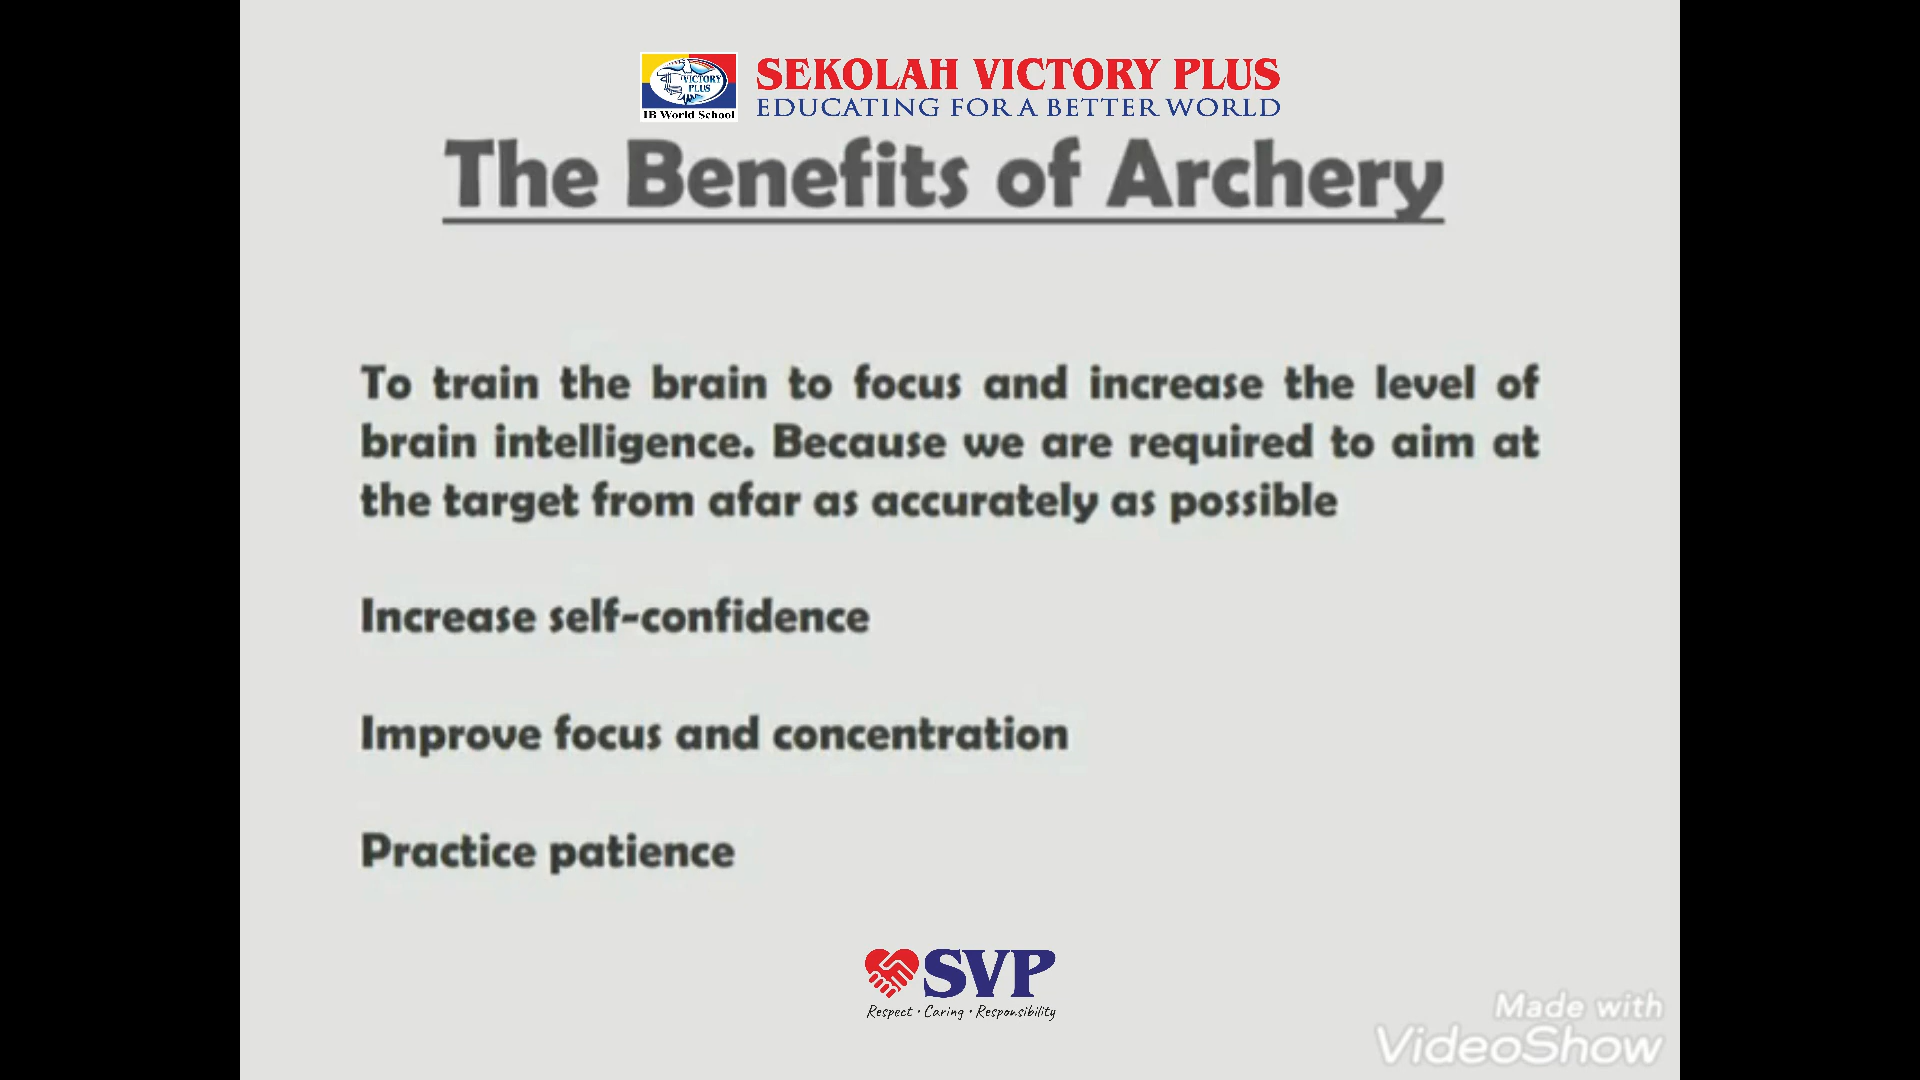 VICTORY
PLUS
IB World School
SEKOLAH VICTORY PLUS
EDUCATING FOR A BETTER WORLD
The Benefits of Archery
To train the brain to focus and increase the level of
brain intelligence. Because we are required to aim at
the target from afar as accurately as possible
Increase self-confidence
Improve focus and concentration
Practice patience
SVP
Respect • Caring • Responsibility
Made with
VideoShow